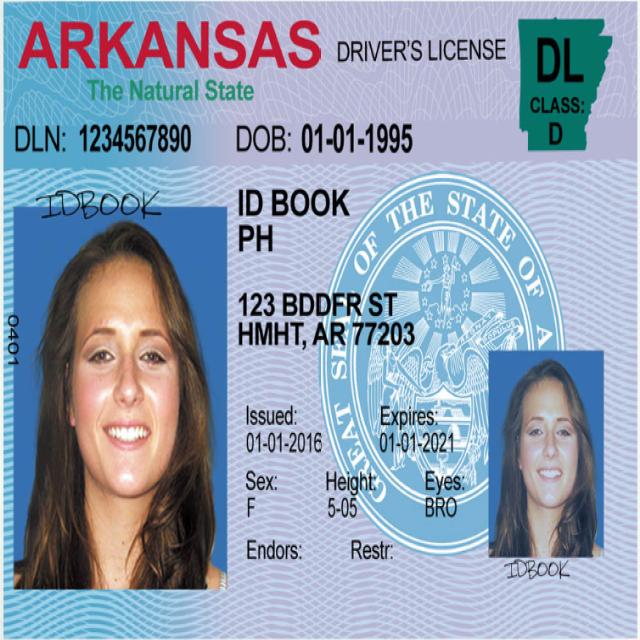 ARKANSAS DRIVER'S LICENSE
The Natural State
DL
CLASS:
D
DLN: 1234567890 DOB: 01-01-1995
IDBOOK
ID BOOK
PH
123 BDDFR ST
HMHT, AR 77203
0401
GREAT SEAL OF THE STATE OF A
Issued: Expires:
01-01-2016 01-01-2021
Sex: Height: Eyes:
F 5-05 BRO
Endors: Restr:
IDBOOK